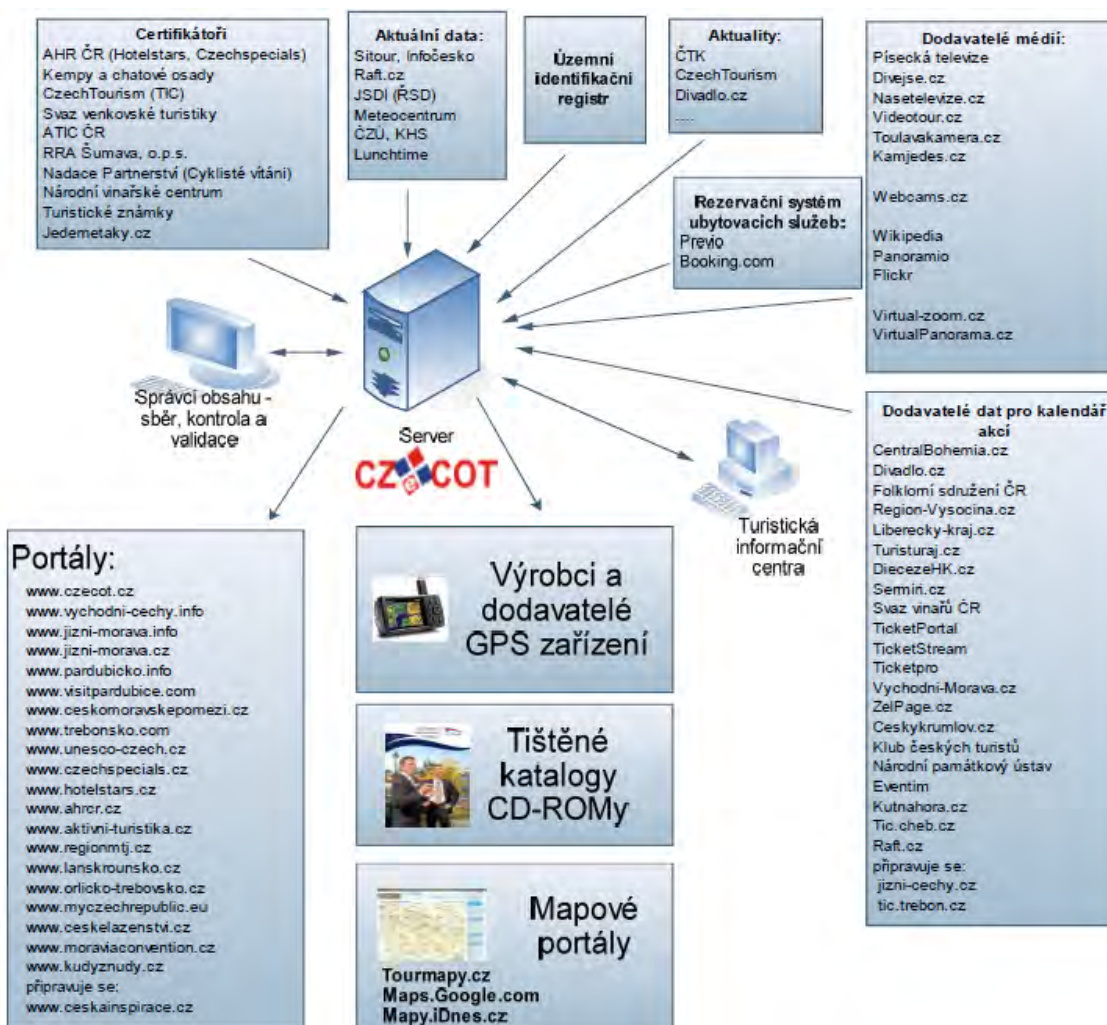 Certifikátoři
AHR ČR (Hotelstars, Czechspecials)
Kempy a chatové osady
CzechTourism (TIC)
Svaz venkovské turistiky
ATIC ČR
RRA Šumava, o.p.s.
Nadace Partnerství (Cyklisté vítáni)
Národní vinařské centrum
Turistické známky
Jedemetaky.cz
Aktuální data:
Sitour, Infočesko
Raft.cz
JSDI (ŘSD)
Meteocentrum
ČZÚ, KHS
Lunchtime
Územní
identifikační
registr
Aktuality:
ČTK
CzechTourism
Divadlo.cz
....
Dodavatelé médií:
Písecká televize
Divejse.cz
Nasetelevize.cz
Videotour.cz
Toulavakamera.cz
Kamjedes.cz
Webcams.cz
Wikipedia
Panoramio
Flickr
Virtual-zoom.cz
VirtualPanorama.cz
Rezervační systém
ubytovacích služeb:
Previo
Booking.com
Správci obsahu -
sběr, kontrola a
validace
Server
CZeCOT
Turistická
informační
centra
Dodavatelé dat pro kalendář
akcí
CentralBohemia.cz
Divadlo.cz
Folklorní sdružení ČR
Region-Vysocina.cz
Liberecky-kraj.cz
Turisturaj.cz
DiecezeHK.cz
Sermiri.cz
Svaz vinařů ČR
TicketPortal
TicketStream
Ticketpro
Vychodni-Morava.cz
ZelPage.cz
Ceskykrumlov.cz
Klub českých turistů
Národní památkový ústav
Eventim
Kutnahora.cz
Tic.cheb.cz
Raft.cz
připravuje se:
jizni-cechy.cz
tic.trebon.cz
Portály:
www.czecot.cz
www.vychodni-cechy.info
www.jizni-morava.info
www.jizni-morava.cz
www.pardubicko.info
www.visitpardubice.com
www.ceskomoravskepomezi.cz
www.trebonsko.com
www.unesco-czech.cz
www.czechspecials.cz
www.hotelstars.cz
www.ahrcr.cz
www.aktivni-turistika.cz
www.regionmtj.cz
www.lanskrounsko.cz
www.orlicko-trebovsko.cz
www.myczechrepublic.eu
www.ceskelazenstvi.cz
www.moraviaconvention.cz
www.kudyznudy.cz
připravuje se:
www.ceskainspirace.cz
Výrobci a
dodavatelé
GPS zařízení
Tištěné
katalogy
CD-ROMy
Mapové
portály
Tourmapy.cz
Maps.Google.com
Mapy.iDnes.cz